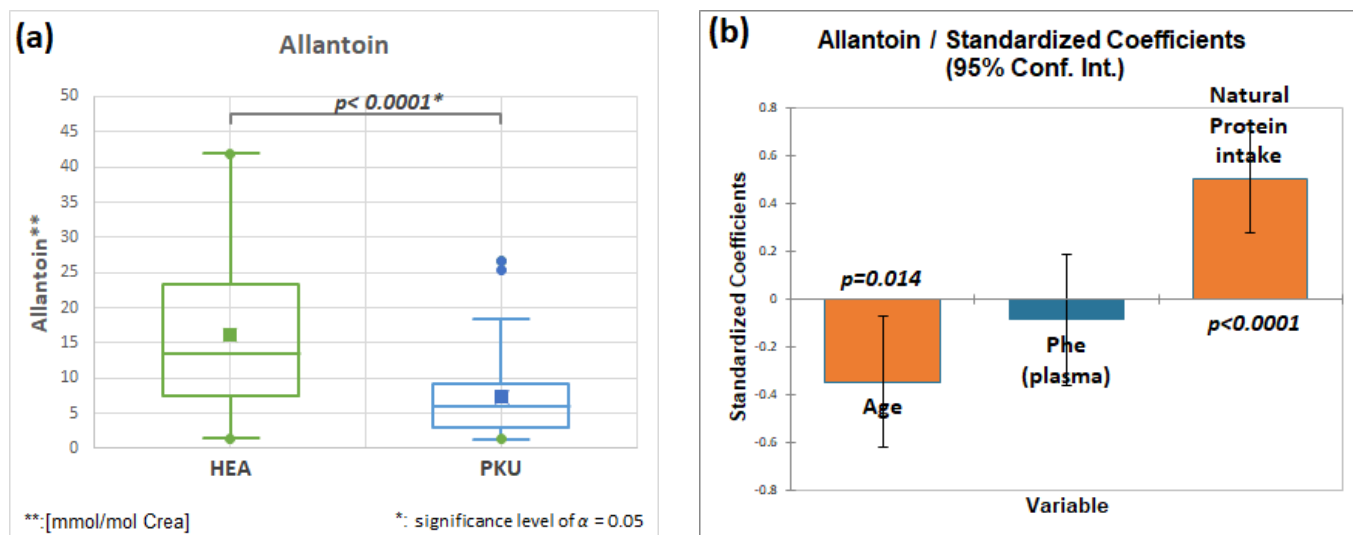 (a)
Allantoin
p< 0.0001*
Allantoin**
50
45
40
35
30
25
20
15
10
5
0
HEA PKU
**:[mmol/mol Crea] *: significance level of α = 0.05
(b)
Allantoin / Standardized Coefficients
(95% Conf. Int.)
Standardized Coefficients
0.8
0.6
0.4
0.2
0
-0.2
-0.4
-0.6
-0.8
p=0.014
Age
Phe
(plasma)
Natural
Protein
intake
p<0.0001
Variable